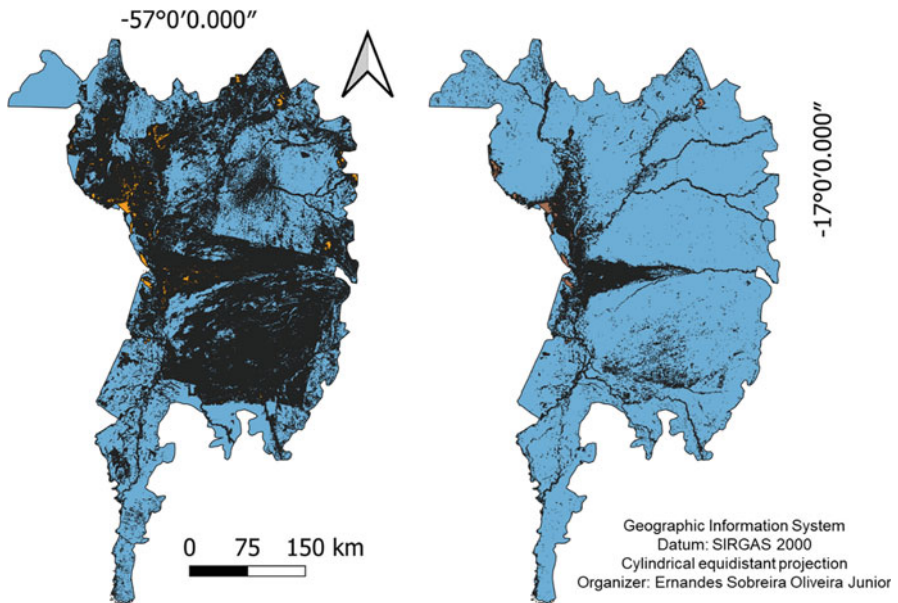 -57°0'0.000"
-17°0'0.000"
0 75 150 km
Geographic Information System
Datum: SIRGAS 2000
Cylindrical equidistant projection
Organizer: Ernandes Sobreira Oliveira Junior